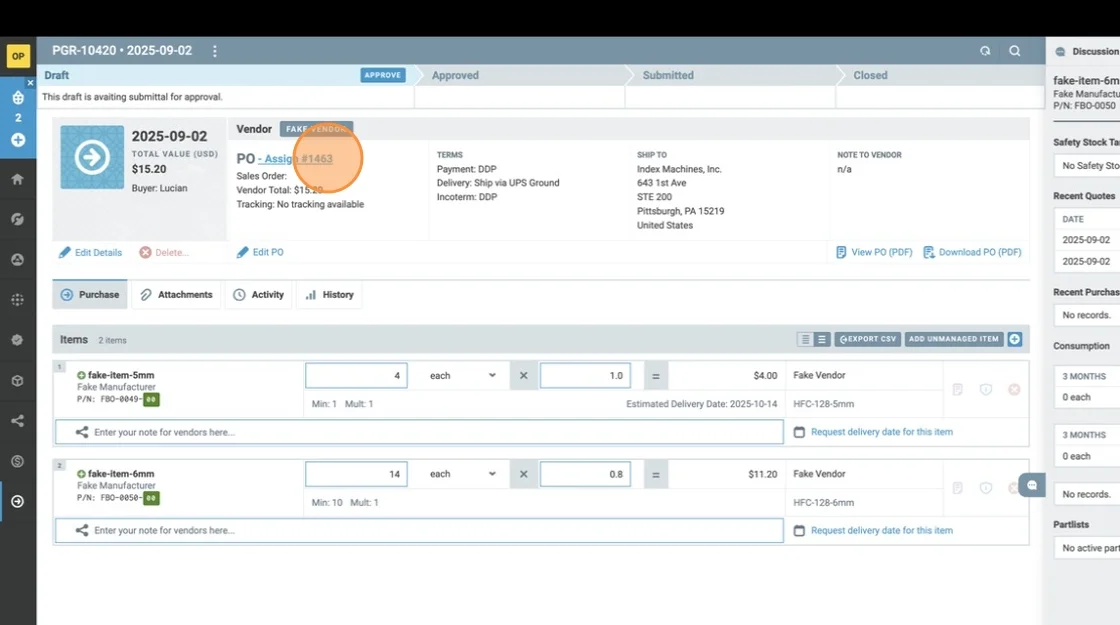 OP
PGR-10420 • 2025-09-02
Draft
APPROVE
Approved
Submitted
Closed
This draft is avaiting submittal for approval.
2
2025-09-02
TOTAL VALUE (USD)
$15.20
Buyer: Lucian
Vendor FAKE VENDOR
PO - Assign #1463
Sales Order:
Vendor Total: $15.20
Tracking: No tracking available
TERMS
Payment: DDP
Delivery: Ship via UPS Ground
Incoterm: DDP
SHIP TO
Index Machines, Inc.
643 1st Ave
STE 200
Pittsburgh, PA 15219
United States
NOTE TO VENDOR
n/a
Edit Details
Delete...
Edit PO
View PO (PDF)
Download PO (PDF)
Purchase
Attachments
Activity
History
Items 2 items
EXPORT CSV
ADD UNMANAGED ITEM
1
fake-item-5mm
Fake Manufacturer
P/N: FBO-0049-00
4
each
1.0
=
$4.00
Fake Vendor
Min: 1 Mult: 1
Estimated Delivery Date: 2025-10-14
HFC-128-5mm
Enter your note for vendors here...
Request delivery date for this item
2
fake-item-6mm
Fake Manufacturer
P/N: FBO-0050-00
14
each
0.8
=
$11.20
Fake Vendor
Min: 10 Mult: 1
HFC-128-6mm
Enter your note for vendors here...
Request delivery date for this item
Discussion
fake-item-6m
Fake Manufactu
P/N: FBO-0050
Safety Stock Ta
No Safety Sto
Recent Quotes
DATE
2025-09-02
2025-09-02
Recent Purchas
No records.
Consumption
3 MONTHS
0 each
3 MONTHS
0 each
No records.
Partlists
No active part